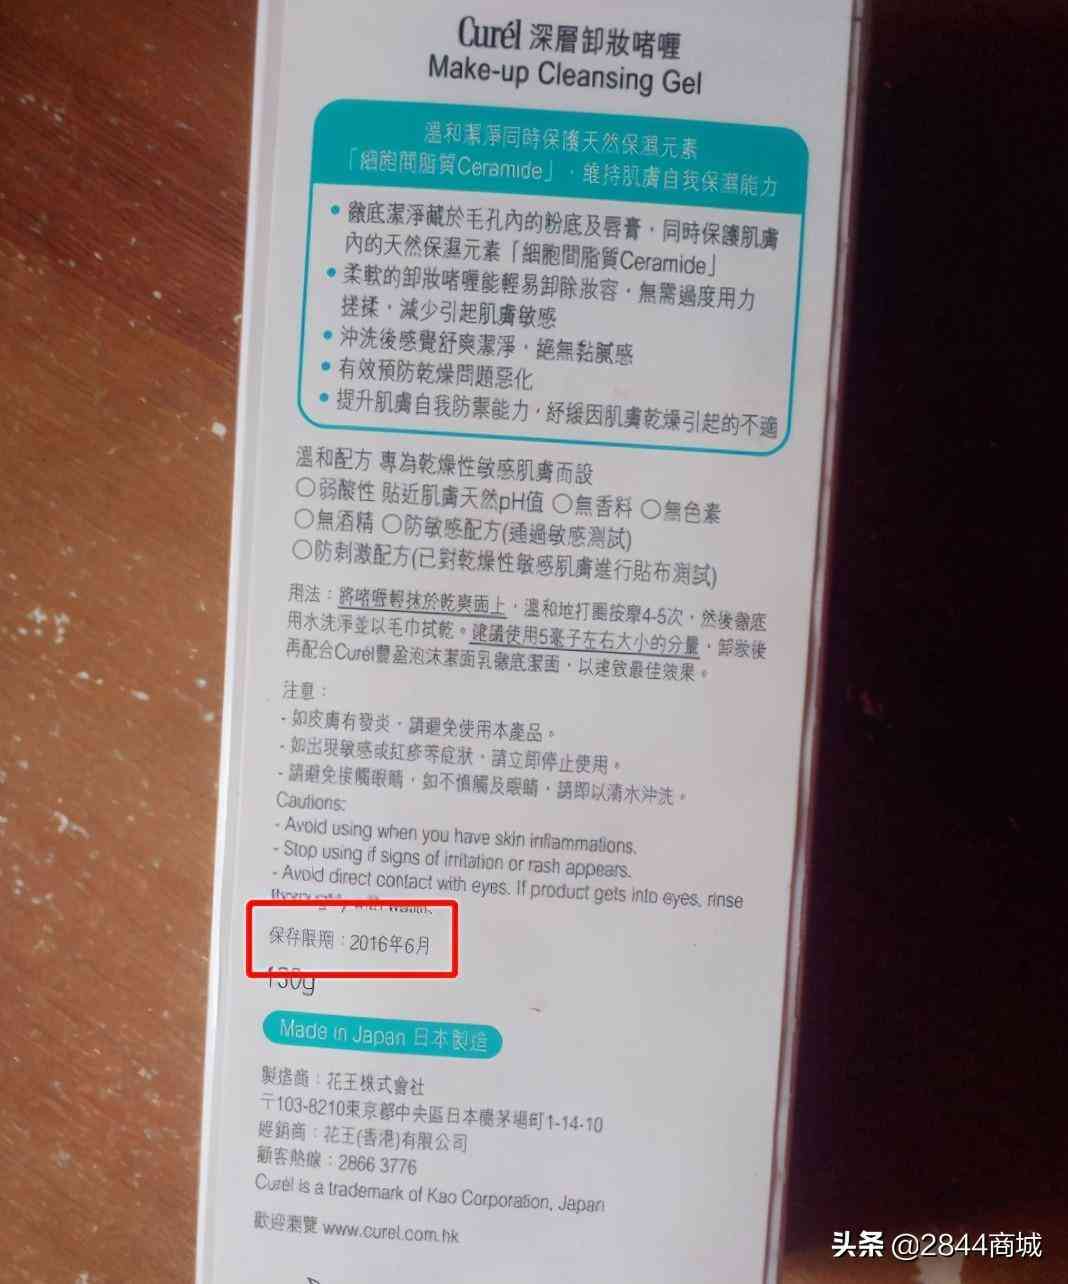 Curél 深層卸妝啫喱
Make-up Cleansing Gel
溫和潔淨同時保護天然保濕元素
「細胞間脂質Ceramide」，維持肌膚自我保濕能力
• 徹底潔淨藏於毛孔內的粉底及唇膏，同時保護肌膚
內的天然保濕元素「細胞間脂質Ceramide」
• 柔軟的卸妝啫喱能輕易卸除妝容，無需過度用力
搓揉，減少引起肌膚敏感
• 沖洗後感覺舒爽潔淨，絕無黏膩感
• 有效預防乾燥問題惡化
• 提升肌膚自我防禦能力，紓緩因肌膚乾燥引起的不適
溫和配方 專為乾燥性敏感肌膚而設
○弱酸性 貼近肌膚天然pH值 ○無香料 ○無色素
○無酒精 ○防敏感配方(通過敏感測試)
○防刺激配方(已對乾燥性敏感肌膚進行貼布測試)
用法：將啫喱輕抹於乾爽面上，溫和地打圈按摩4-5次，然後徹底
用水洗淨並以毛巾拭乾。建議使用5毫子左右大小的分量，卸妝後
再配合Curél豐盈泡沫潔面乳徹底潔面，以達致最佳效果。
注意：
- 如皮膚有發炎，請避免使用本產品。
- 如出現敏感或紅疹等症狀，請立即停止使用。
- 請避免接觸眼睛，如不慎觸及眼睛，請即以清水沖洗。
Cautions:
- Avoid using when you have skin inflammations.
- Stop using if signs of irritation or rash appears.
- Avoid direct contact with eyes. If product gets into eyes, rinse
保存限期：2016年6月
130g
Made in Japan 日本製造
製造商：花王株式會社
〒103-8210東京都中央區日本橋茅場町1-14-10
經銷商：花王(香港)有限公司
顧客熱線：2866 3776
Curél is a trademark of Kao Corporation, Japan
歡迎瀏覽 www.curel.com.hk
头条 @2844商城